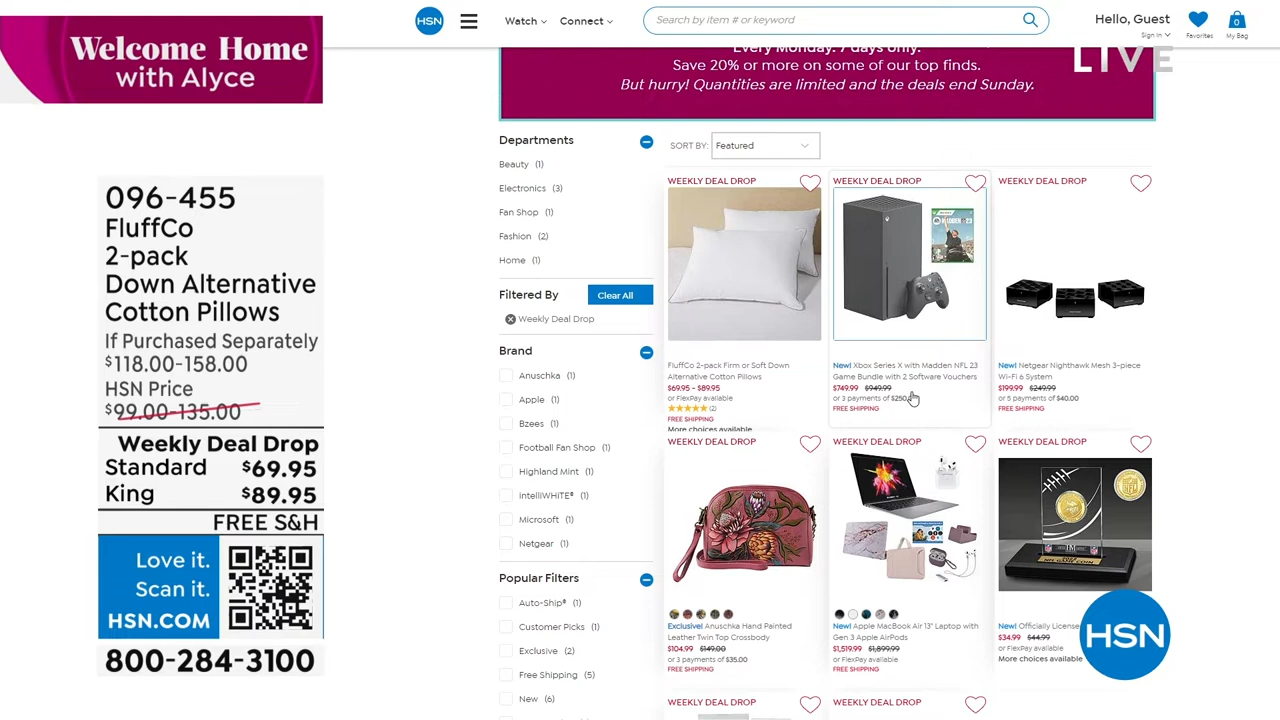 Welcome Home
with Alyce
HSN
Watch
Connect
Search by item # or keyword
Hello, Guest
Sign in
Favorites
0
My Bag
LIVE
Every Monday. 7 days only.
Save 20% or more on some of our top finds.
But hurry! Quantities are limited and the deals end Sunday.
096-455
FluffCo
2-pack
Down Alternative
Cotton Pillows
If Purchased Separately
$118.00-158.00
HSN Price
$99.00-135.00
Weekly Deal Drop
Standard $69.95
King $89.95
FREE S&H
Love it.
Scan it.
HSN.COM
800-284-3100
Departments
Beauty (1)
Electronics (3)
Fan Shop (1)
Fashion (2)
Home (1)
Filtered By
Clear All
Weekly Deal Drop
Brand
Anuschka (1)
Apple (1)
Bzees (1)
Football Fan Shop (1)
Highland Mint (1)
IntelliWHiTE® (1)
Microsoft (1)
Netgear (1)
Popular Filters
Auto-Ship® (1)
Customer Picks (1)
Exclusive (2)
Free Shipping (5)
New (6)
SORT BY: Featured
WEEKLY DEAL DROP
FluffCo 2-pack Firm or Soft Down
Alternative Cotton Pillows
$69.95 - $89.95
or FlexPay available
(2)
FREE SHIPPING
More choices available
WEEKLY DEAL DROP
New! Xbox Series X with Madden NFL 23
Game Bundle with 2 Software Vouchers
$749.99 $949.99
or 3 payments of $250
FREE SHIPPING
WEEKLY DEAL DROP
New! Netgear Nighthawk Mesh 3-piece
Wi-Fi 6 System
$199.99 $249.99
or 5 payments of $40.00
FREE SHIPPING
WEEKLY DEAL DROP
Exclusive! Anuschka Hand Painted
Leather Twin Top Crossbody
$104.99 $149.00
or 3 payments of $35.00
FREE SHIPPING
WEEKLY DEAL DROP
New! Apple MacBook Air 13" Laptop with
Gen 3 Apple AirPods
$1,519.99 $1,899.99
or FlexPay available
FREE SHIPPING
WEEKLY DEAL DROP
New! Officially License
$34.99 $44.99
or FlexPay available
More choices available
HSN
WEEKLY DEAL DROP
WEEKLY DEAL DROP